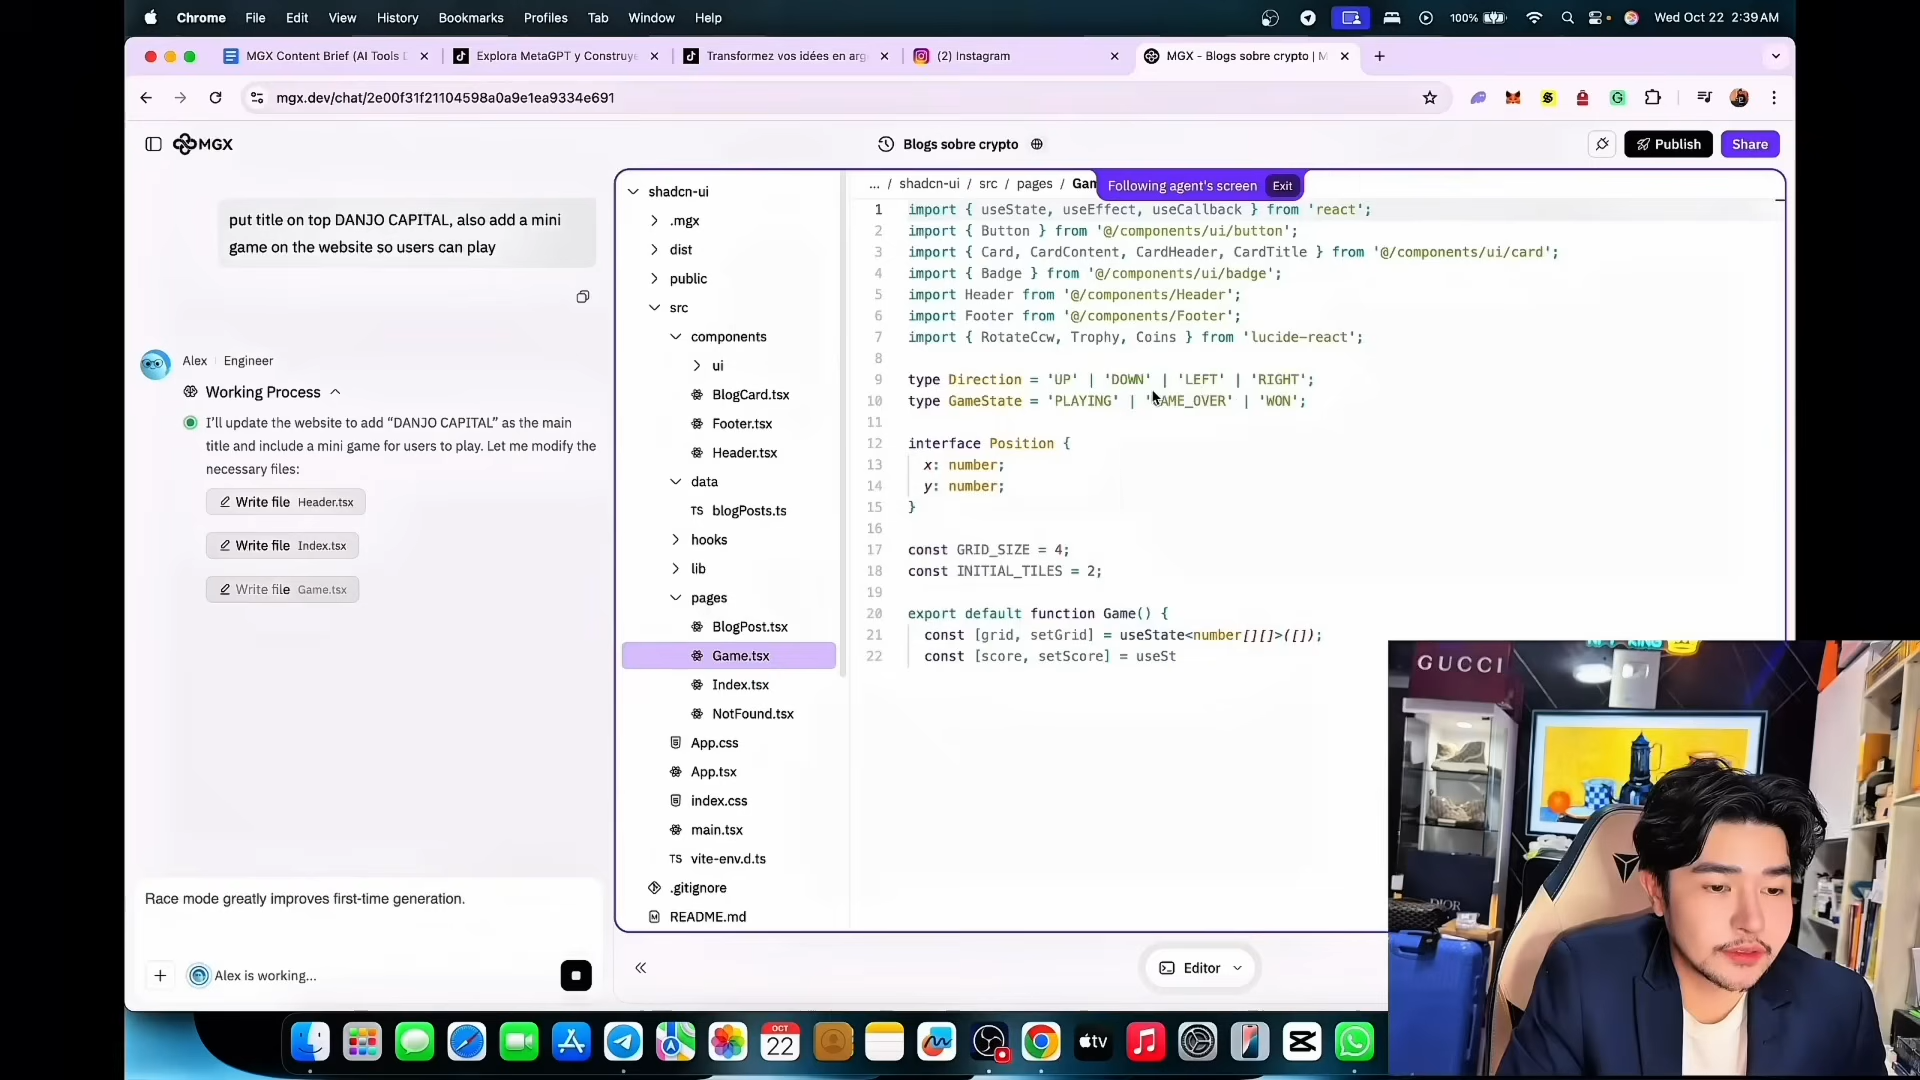 Chrome File Edit View History Bookmarks Profiles Tab Window Help
100% Wed Oct 22 2:39 AM
MGX Content Brief (AI Tools D
Explora MetaGPT y Construye
Transformez vos idées en arg
(2) Instagram
MGX - Blogs sobre crypto | M
mgx.dev/chat/2e00f31f21104598a0a9e1ea9334e691
MGX
Blogs sobre crypto
Publish
Share
put title on top DANJO CAPITAL, also add a mini
game on the website so users can play
Alex Engineer
Working Process
I'll update the website to add “DANJO CAPITAL” as the main
title and include a mini game for users to play. Let me modify the
necessary files:
Write file Header.tsx
Write file Index.tsx
Write file Game.tsx
Race mode greatly improves first-time generation.
Alex is working...
shadcn-ui
.mgx
dist
public
src
components
ui
BlogCard.tsx
Footer.tsx
Header.tsx
data
TS blogPosts.ts
hooks
lib
pages
BlogPost.tsx
Game.tsx
Index.tsx
NotFound.tsx
App.css
App.tsx
index.css
main.tsx
TS vite-env.d.ts
.gitignore
README.md
... / shadcn-ui / src / pages / Gam
Following agent's screen Exit
1 import { useState, useEffect, useCallback } from 'react';
2 import { Button } from '@/components/ui/button';
3 import { Card, CardContent, CardHeader, CardTitle } from '@/components/ui/card';
4 import { Badge } from '@/components/ui/badge';
5 import Header from '@/components/Header';
6 import Footer from '@/components/Footer';
7 import { RotateCcw, Trophy, Coins } from 'lucide-react';
8
9 type Direction = 'UP' | 'DOWN' | 'LEFT' | 'RIGHT';
10 type GameState = 'PLAYING' | 'GAME_OVER' | 'WON';
11
12 interface Position {
13 x: number;
14 y: number;
15 }
16
17 const GRID_SIZE = 4;
18 const INITIAL_TILES = 2;
19
20 export default function Game() {
21 const [grid, setGrid] = useState<number[][]>([]);
22 const [score, setScore] = useSt
Editor
GUCCI
DIOR
OCT
22
tv